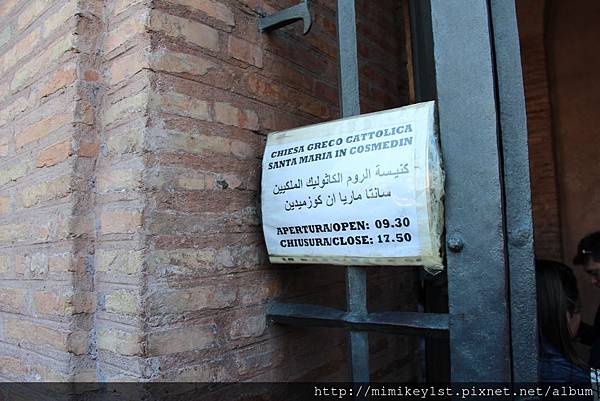 CHIESA GRECO CATTOLICA
SANTA MARIA IN COSMEDIN
كنيسة الروم الكاثوليك الملكيين
سانتا ماريا ان كوزميدين
APERTURA/OPEN: 09.30
CHIUSURA/CLOSE: 17.50
http://mimikey1st.pixnet.net/album